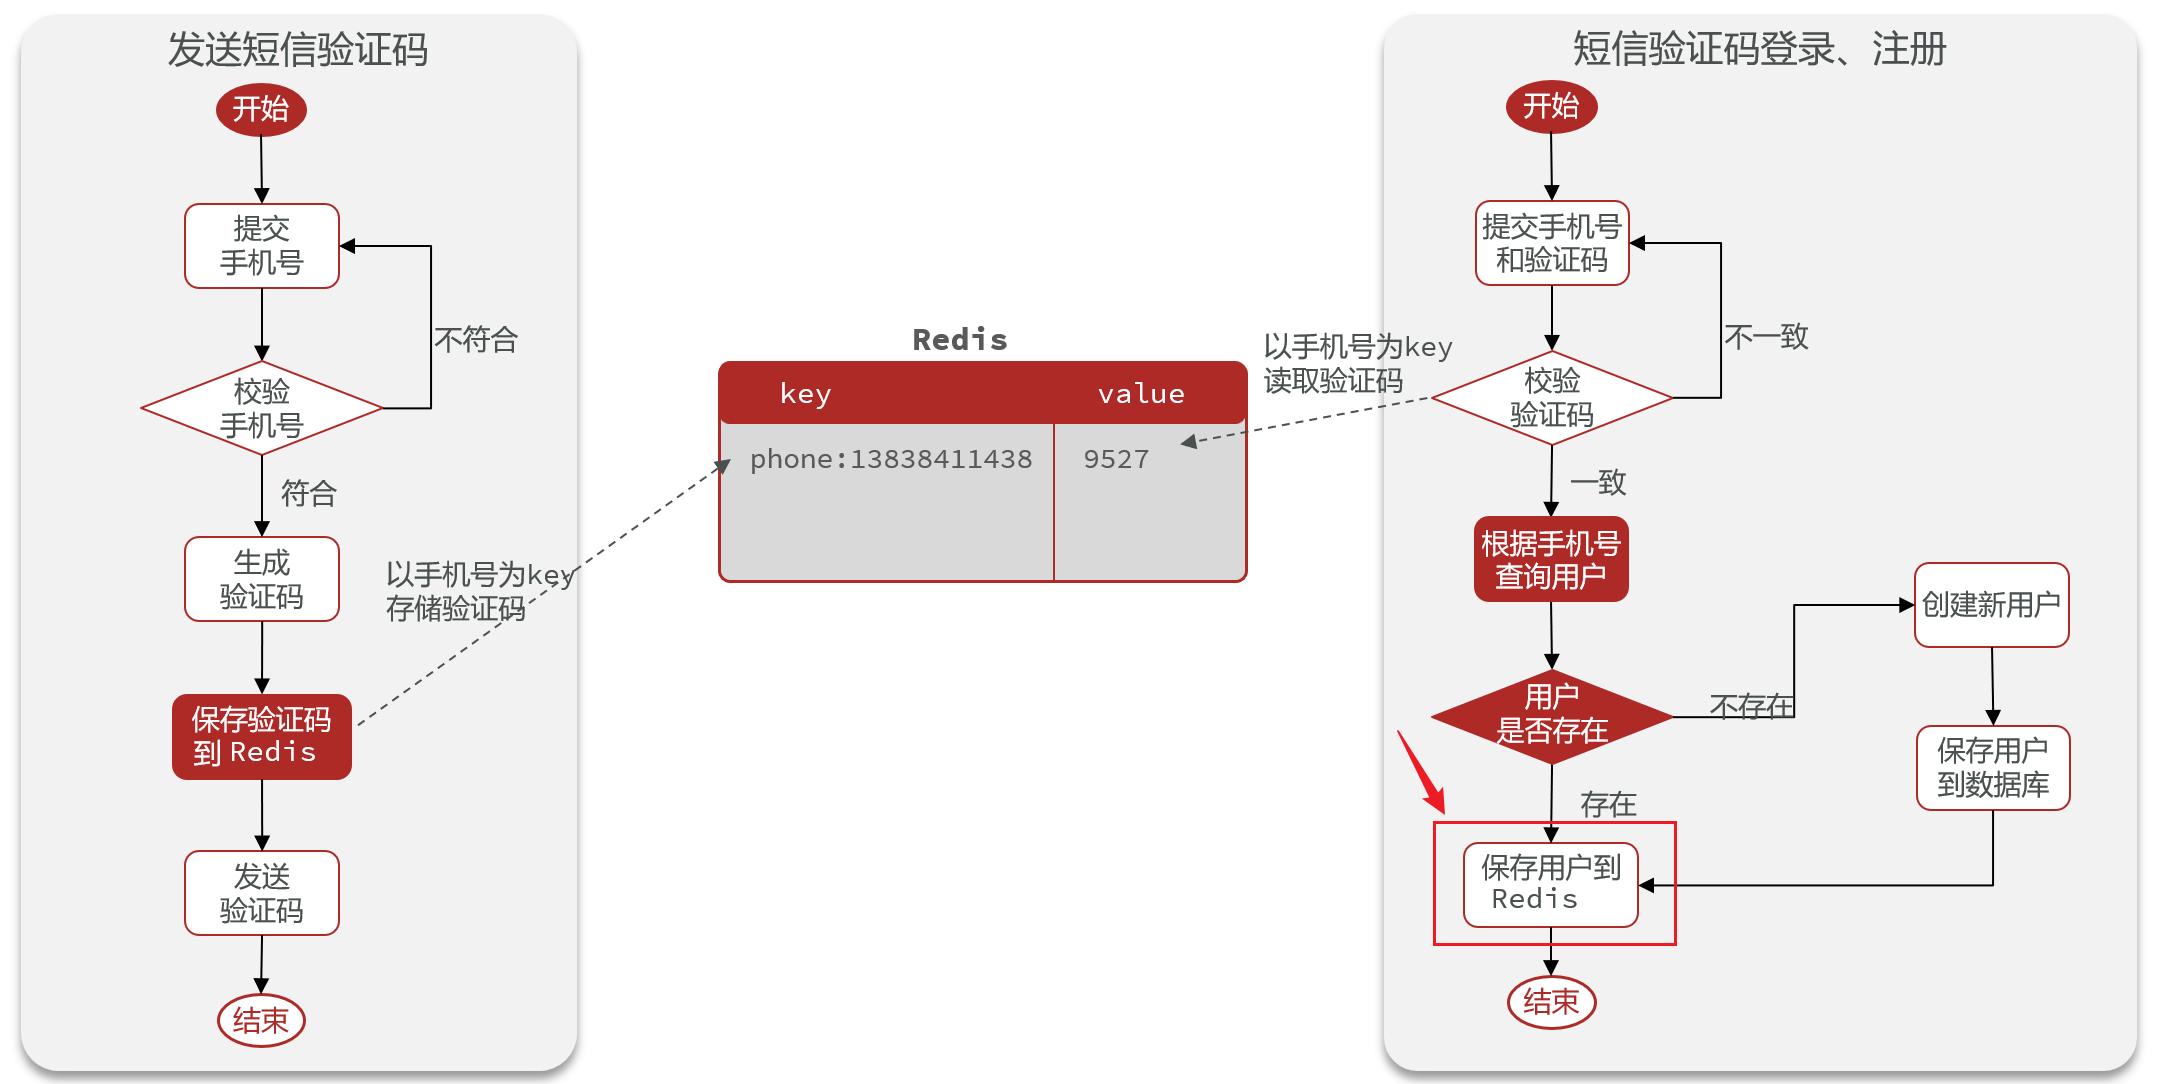 发送短信验证码
开始
提交
手机号
不符合
校验
手机号
符合
生成
验证码
以手机号为key
存储验证码
保存验证码
到 Redis
发送
验证码
结束
Redis
key
value
phone:13838411438
9527
短信验证码登录、注册
开始
提交手机号
和验证码
不一致
以手机号为key
读取验证码
校验
验证码
一致
根据手机号
查询用户
用户
是否存在
不存在
创建新用户
保存用户
到数据库
存在
保存用户到
Redis
结束